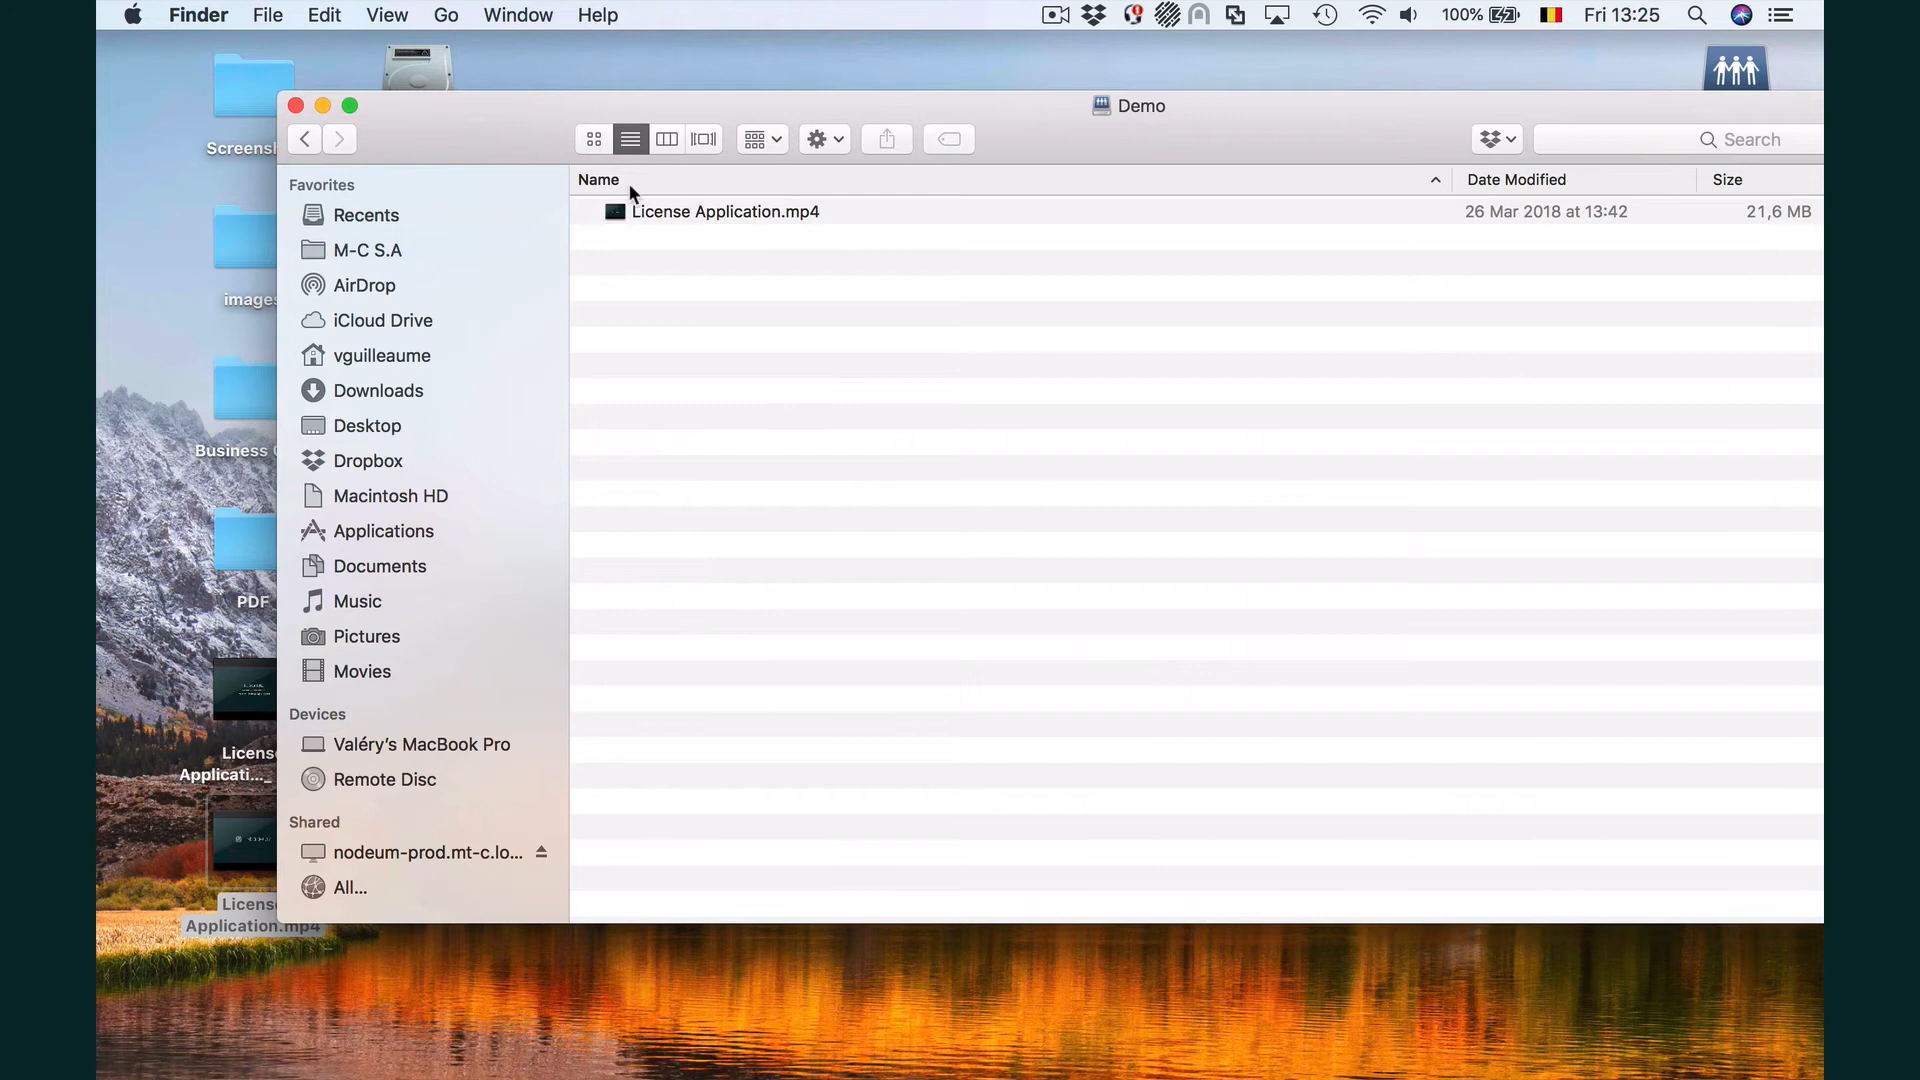 Finder File Edit View Go Window Help 100% Fri 13:25
Demo
Search
Name Date Modified Size
License Application.mp4 26 Mar 2018 at 13:42 21,6 MB
Favorites
Recents
M-C S.A
AirDrop
iCloud Drive
vguilleaume
Downloads
Desktop
Dropbox
Macintosh HD
Applications
Documents
Music
Pictures
Movies
Devices
Valéry’s MacBook Pro
Remote Disc
Shared
nodeum-prod.mt-c.lo...
All...
Screensh
images
Business
PDF
Licens
Applicati..._
Licens
Application.mp4